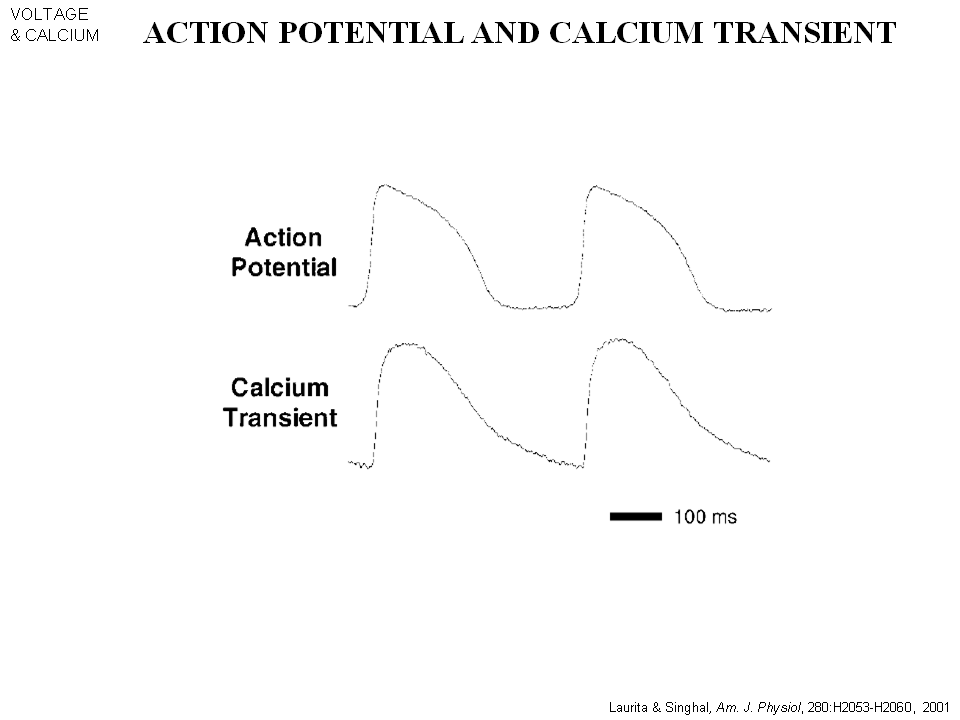 VOLTAGE
& CALCIUM
ACTION POTENTIAL AND CALCIUM TRANSIENT
Action
Potential
Calcium
Transient
100 ms
Laurita & Singhal, Am. J. Physiol, 280:H2053-H2060, 2001